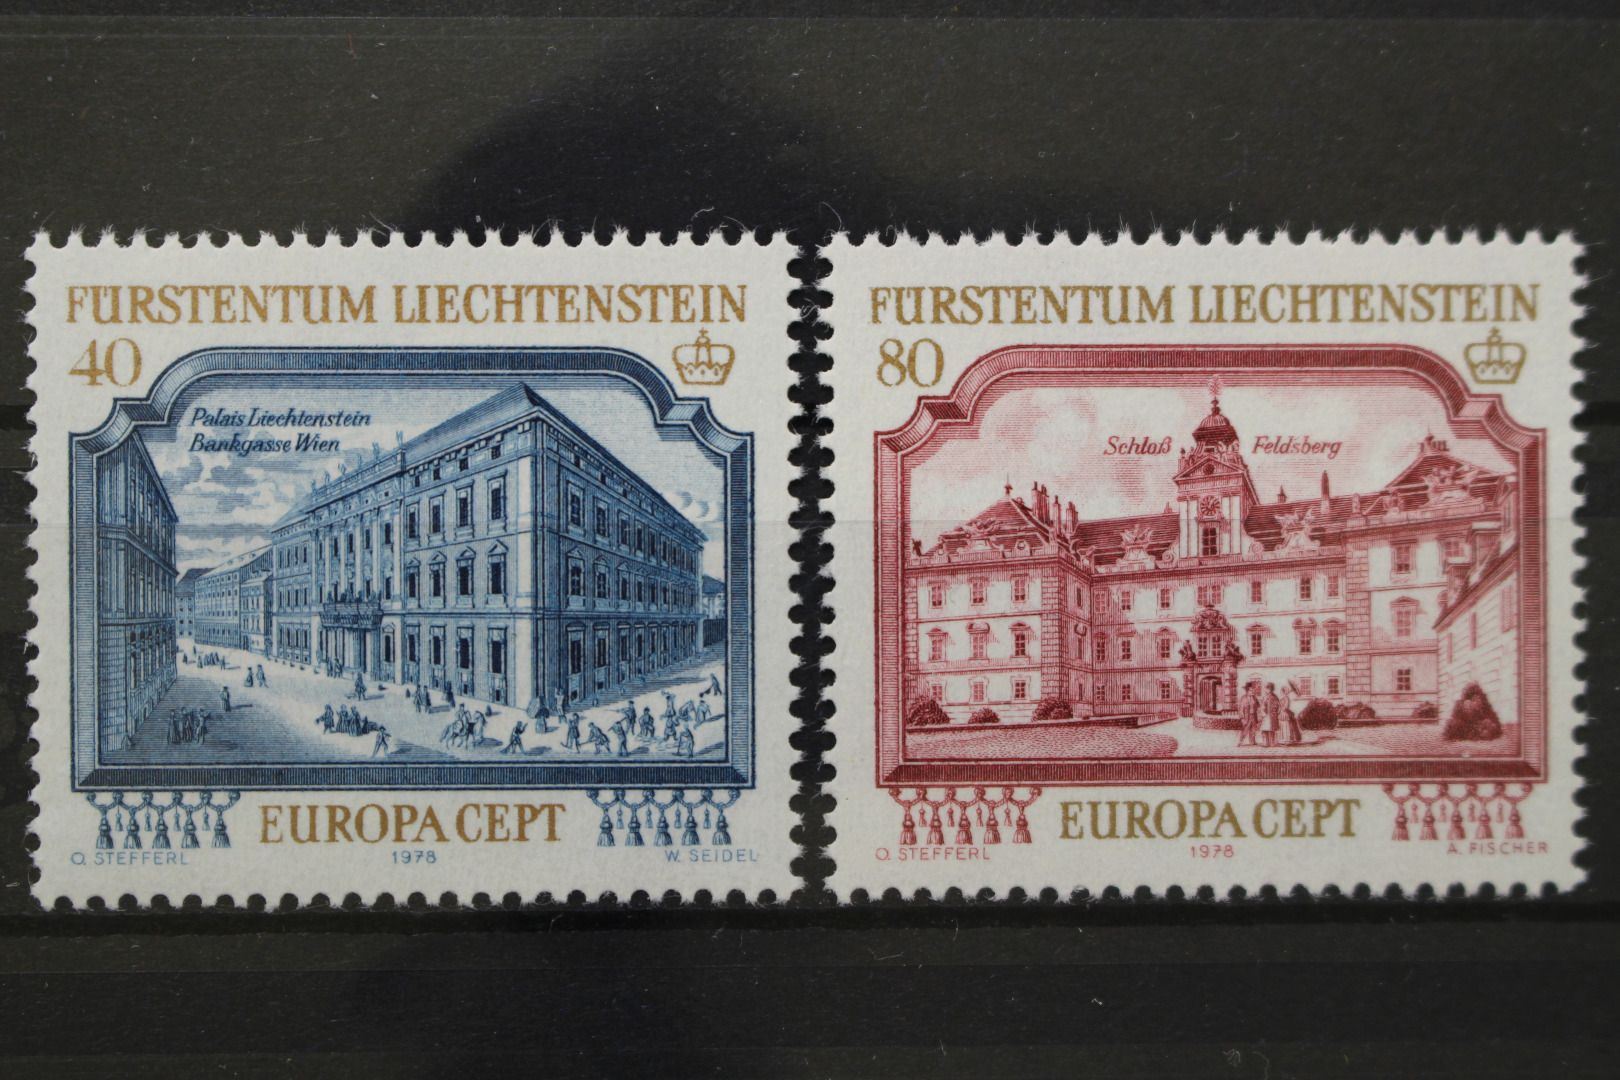 FÜRSTENTUM LIECHTENSTEIN
40
Palais Liechtenstein
Bankgasse Wien
EUROPA CEPT
O. STEFFERL 1978 W. SEIDEL
FÜRSTENTUM LIECHTENSTEIN
80
Schloß Feldsberg
EUROPA CEPT
O. STEFFERL 1978 A. FISCHER